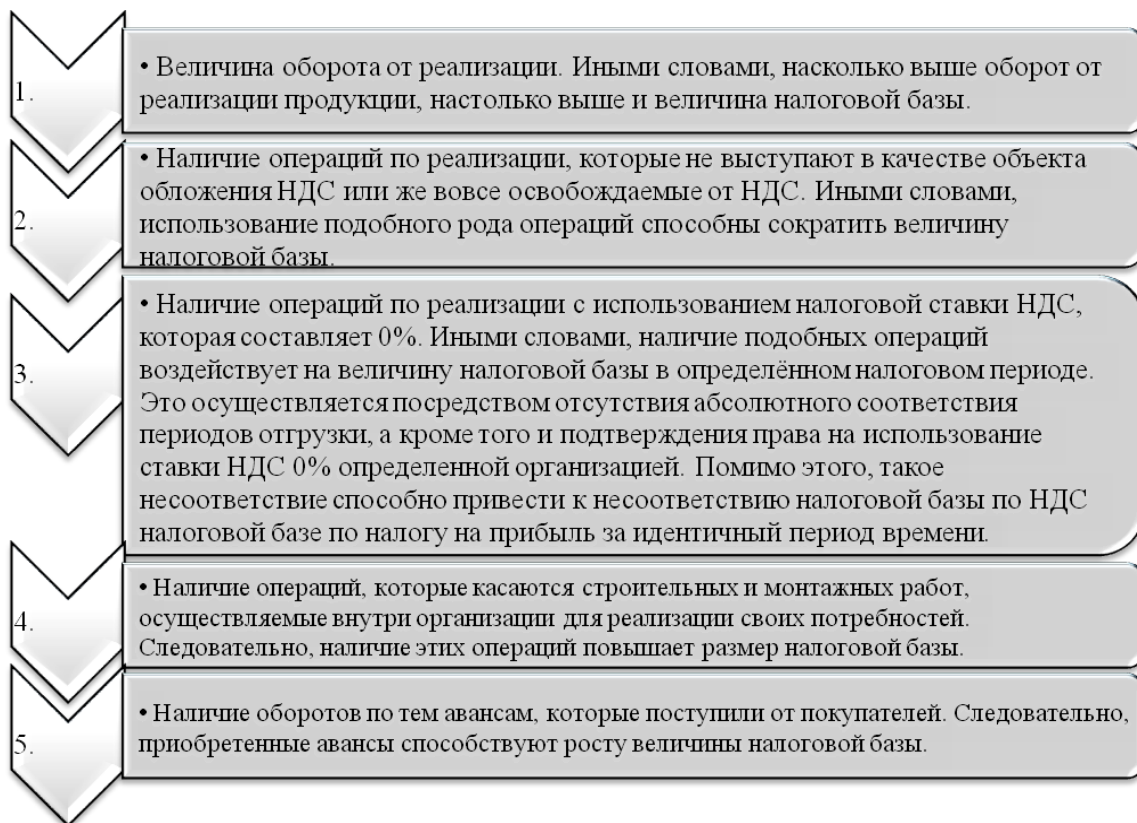 1.
• Величина оборота от реализации. Иными словами, насколько выше оборот от
реализации продукции, настолько выше и величина налоговой базы.
2.
• Наличие операций по реализации, которые не выступают в качестве объекта
обложения НДС или же вовсе освобождаемые от НДС. Иными словами,
использование подобного рода операций способны сократить величину
налоговой базы.
3.
• Наличие операций по реализации с использованием налоговой ставки НДС,
которая составляет 0%. Иными словами, наличие подобных операций
воздействует на величину налоговой базы в определённом налоговом периоде.
Это осуществляется посредством отсутствия абсолютного соответствия
периодов отгрузки, а кроме того и подтверждения права на использование
ставки НДС 0% определенной организацией. Помимо этого, такое
несоответствие способно привести к несоответствию налоговой базы по НДС
налоговой базе по налогу на прибыль за идентичный период времени.
4.
• Наличие операций, которые касаются строительных и монтажных работ,
осуществляемые внутри организации для реализации своих потребностей.
Следовательно, наличие этих операций повышает размер налоговой базы.
5.
• Наличие оборотов по тем авансам, которые поступили от покупателей. Следовательно,
приобретенные авансы способствуют росту величины налоговой базы.